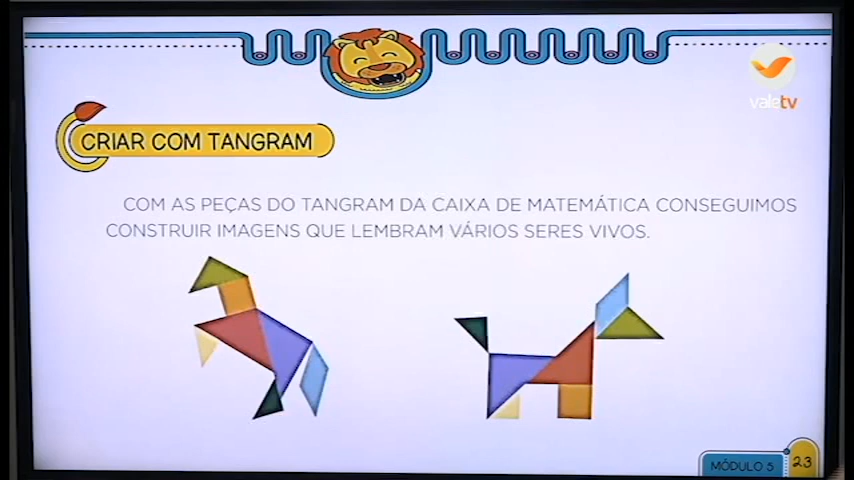 valetv
CRIAR COM TANGRAM
COM AS PEÇAS DO TANGRAM DA CAIXA DE MATEMÁTICA CONSEGUIMOS
CONSTRUIR IMAGENS QUE LEMBRAM VÁRIOS SERES VIVOS.
MÓDULO 5 23